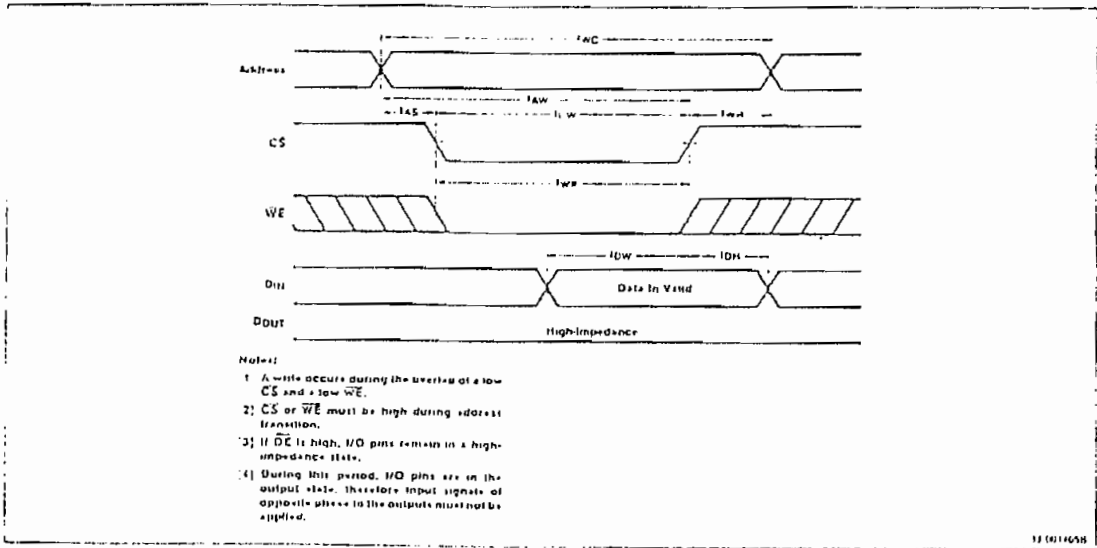 tWC
Address
tAW
tAS tCW tWR
CS
tWP
WE
tDW tDH
DIN Data In Valid
DOUT
High-Impedance
Notes:
1 A write occurs during the overlap of a low
CS and a low WE.
2] CS or WE must be high during address
transition.
[3] If OE is high, I/O pins remain in a high-
impedance state.
[4] During this period, I/O pins are in the
output state, therefore input signals of
opposite phase to the outputs must not be
applied.